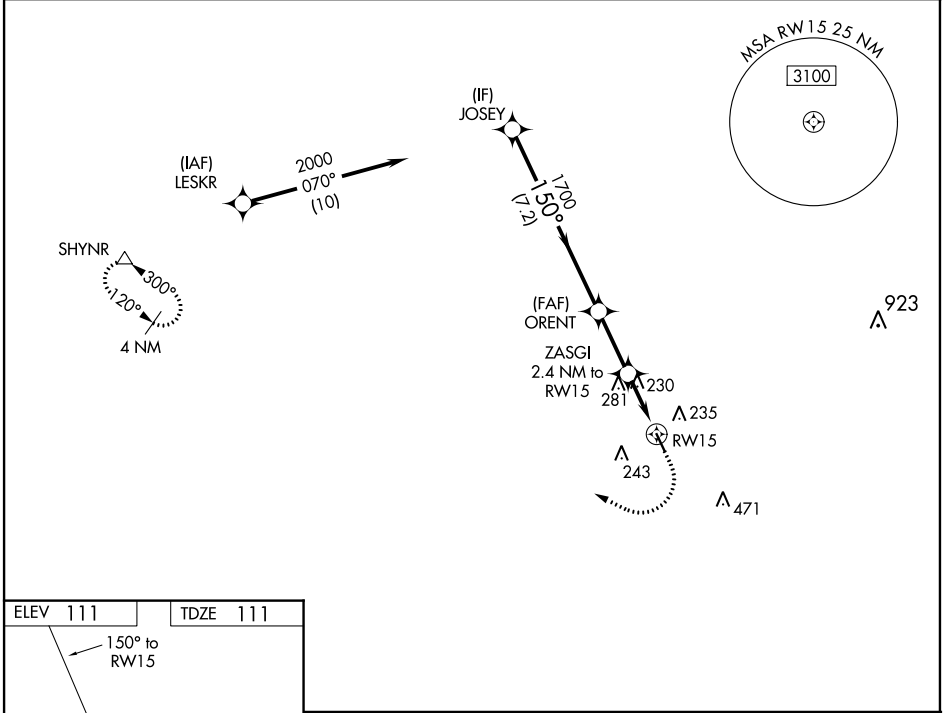 MSA RW15 25 NM
3100
(IF)
JOSEY
(IAF)
LESKR
2000
070°
(10)
1700
150°
(7.2)
SHYNR
300°
120°
4 NM
(FAF)
ORENT
923
ZASGI
2.4 NM to
RW15
281
230
235
RW15
243
471
ELEV 111
TDZE 111
150° to
RW15